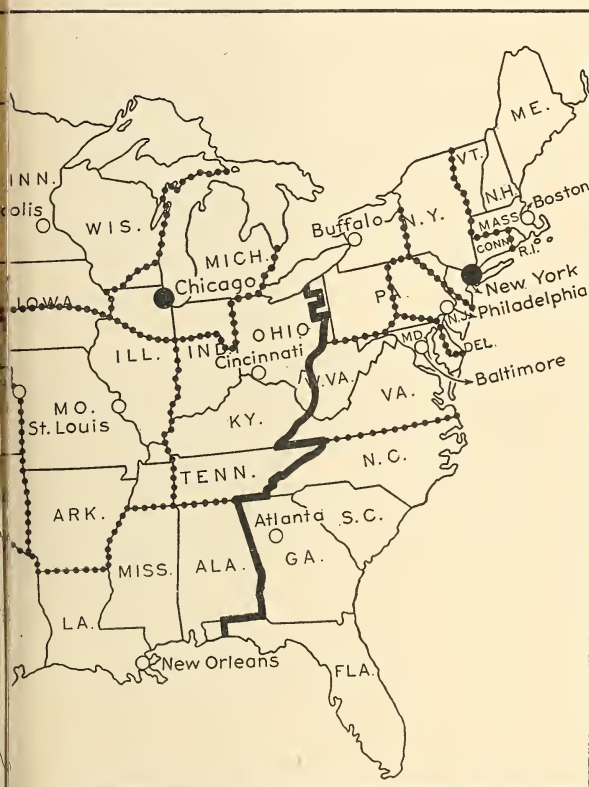 ME.
VT.
N.H.
INN.
olis
WIS.
Buffalo
N.Y.
MASS
Boston
CONN
R.I.
MICH.
Chicago
New York
IOWA
PA.
Philadelphia
N.J.
OHIO
ILL.
IND.
Cincinnati
MD.
DEL.
W.VA.
Baltimore
VA.
MO.
St. Louis
KY.
N.C.
TENN.
ARK.
Atlanta
S.C.
MISS.
ALA.
GA.
LA.
New Orleans
FLA.